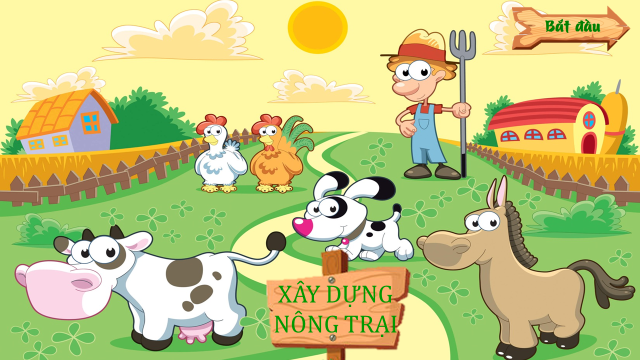 Bắt đầu
XÂY DỰNG
NÔNG TRẠI